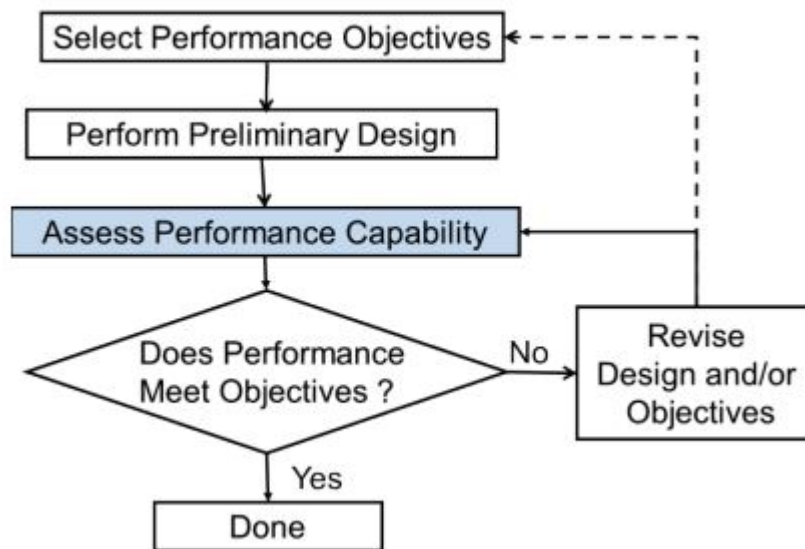 Select Performance Objectives
Perform Preliminary Design
Assess Performance Capability
Does Performance
Meet Objectives ?
No
Revise
Design and/or
Objectives
Yes
Done